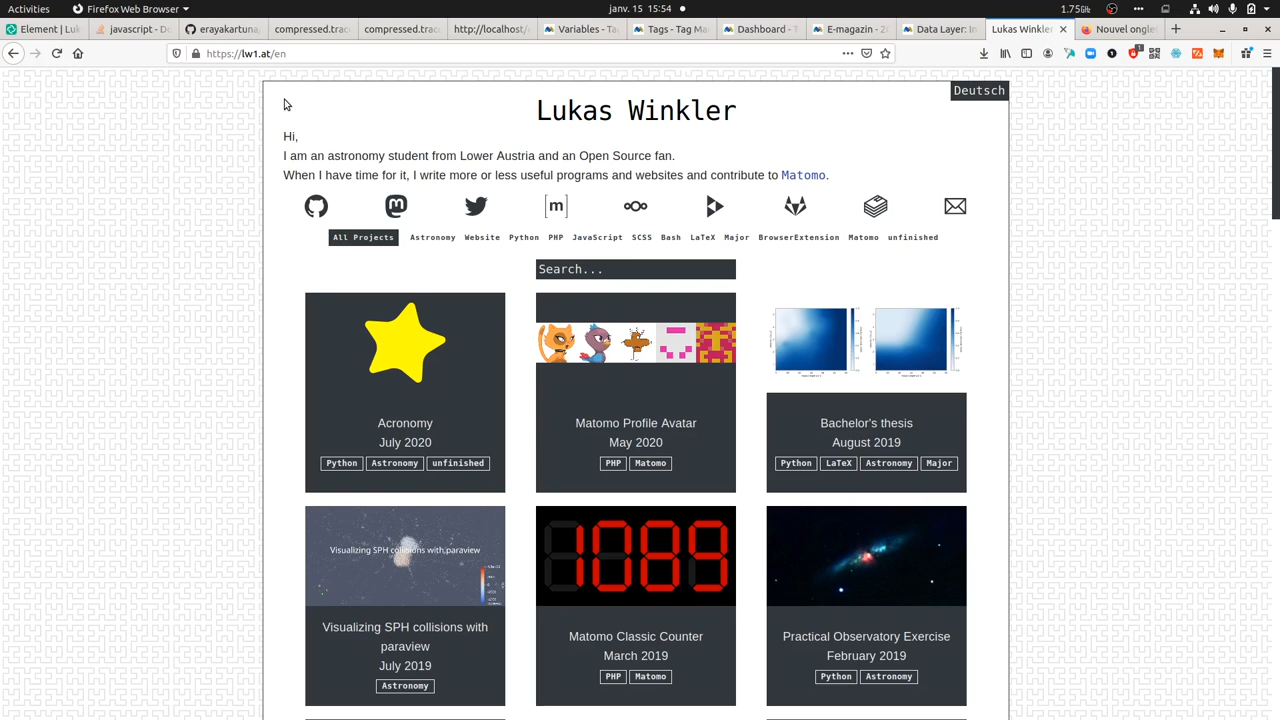 Activities
Firefox Web Browser
janv. 15 15:54
1.75
Element | Lu
javascript - De
erayakartuna
compressed.trac
compressed.trac
http://localhost/
Variables - Ta
Tags - Tag Ma
Dashboard -
E-magazin - 2
Data Layer: In
Lukas Winkler
Nouvel onglet
https://lw1.at/en
Deutsch
Lukas Winkler
Hi,
I am an astronomy student from Lower Austria and an Open Source fan.
When I have time for it, I write more or less useful programs and websites and contribute to Matomo.
[m]
All Projects Astronomy Website Python PHP JavaScript SCSS Bash LaTeX Major BrowserExtension Matomo unfinished
Search...
Acronomy
July 2020
Python Astronomy unfinished
Matomo Profile Avatar
May 2020
PHP Matomo
Bachelor's thesis
August 2019
Python LaTeX Astronomy Major
Visualizing SPH collisions with paraview
Visualizing SPH collisions with
paraview
July 2019
Astronomy
1089
Matomo Classic Counter
March 2019
PHP Matomo
Practical Observatory Exercise
February 2019
Python Astronomy